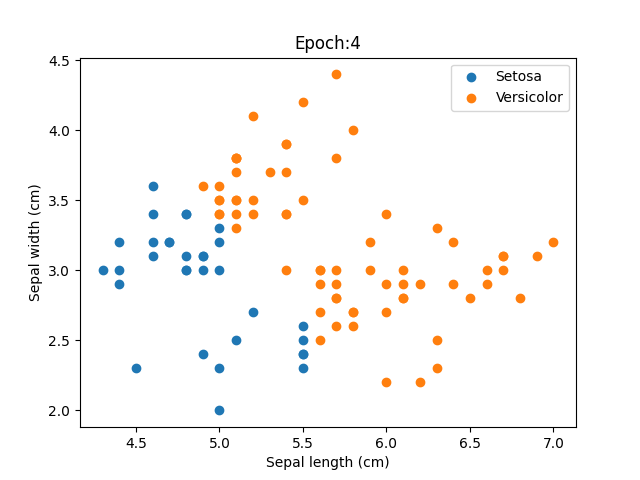 Epoch:4
Setosa
Versicolor
4.5
4.0
3.5
3.0
2.5
2.0
Sepal width (cm)
4.5 5.0 5.5 6.0 6.5 7.0
Sepal length (cm)